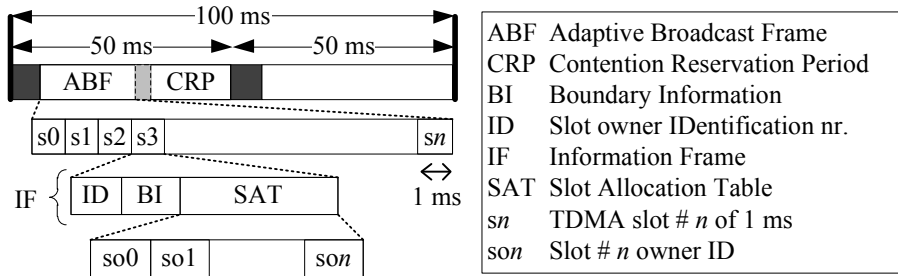 100 ms
50 ms 50 ms
ABF CRP
s0 s1 s2 s3 sn
1 ms
IF ID BI SAT
so0 so1 son
ABF Adaptive Broadcast Frame
CRP Contention Reservation Period
BI Boundary Information
ID Slot owner IDentification nr.
IF Information Frame
SAT Slot Allocation Table
sn TDMA slot # n of 1 ms
son Slot # n owner ID